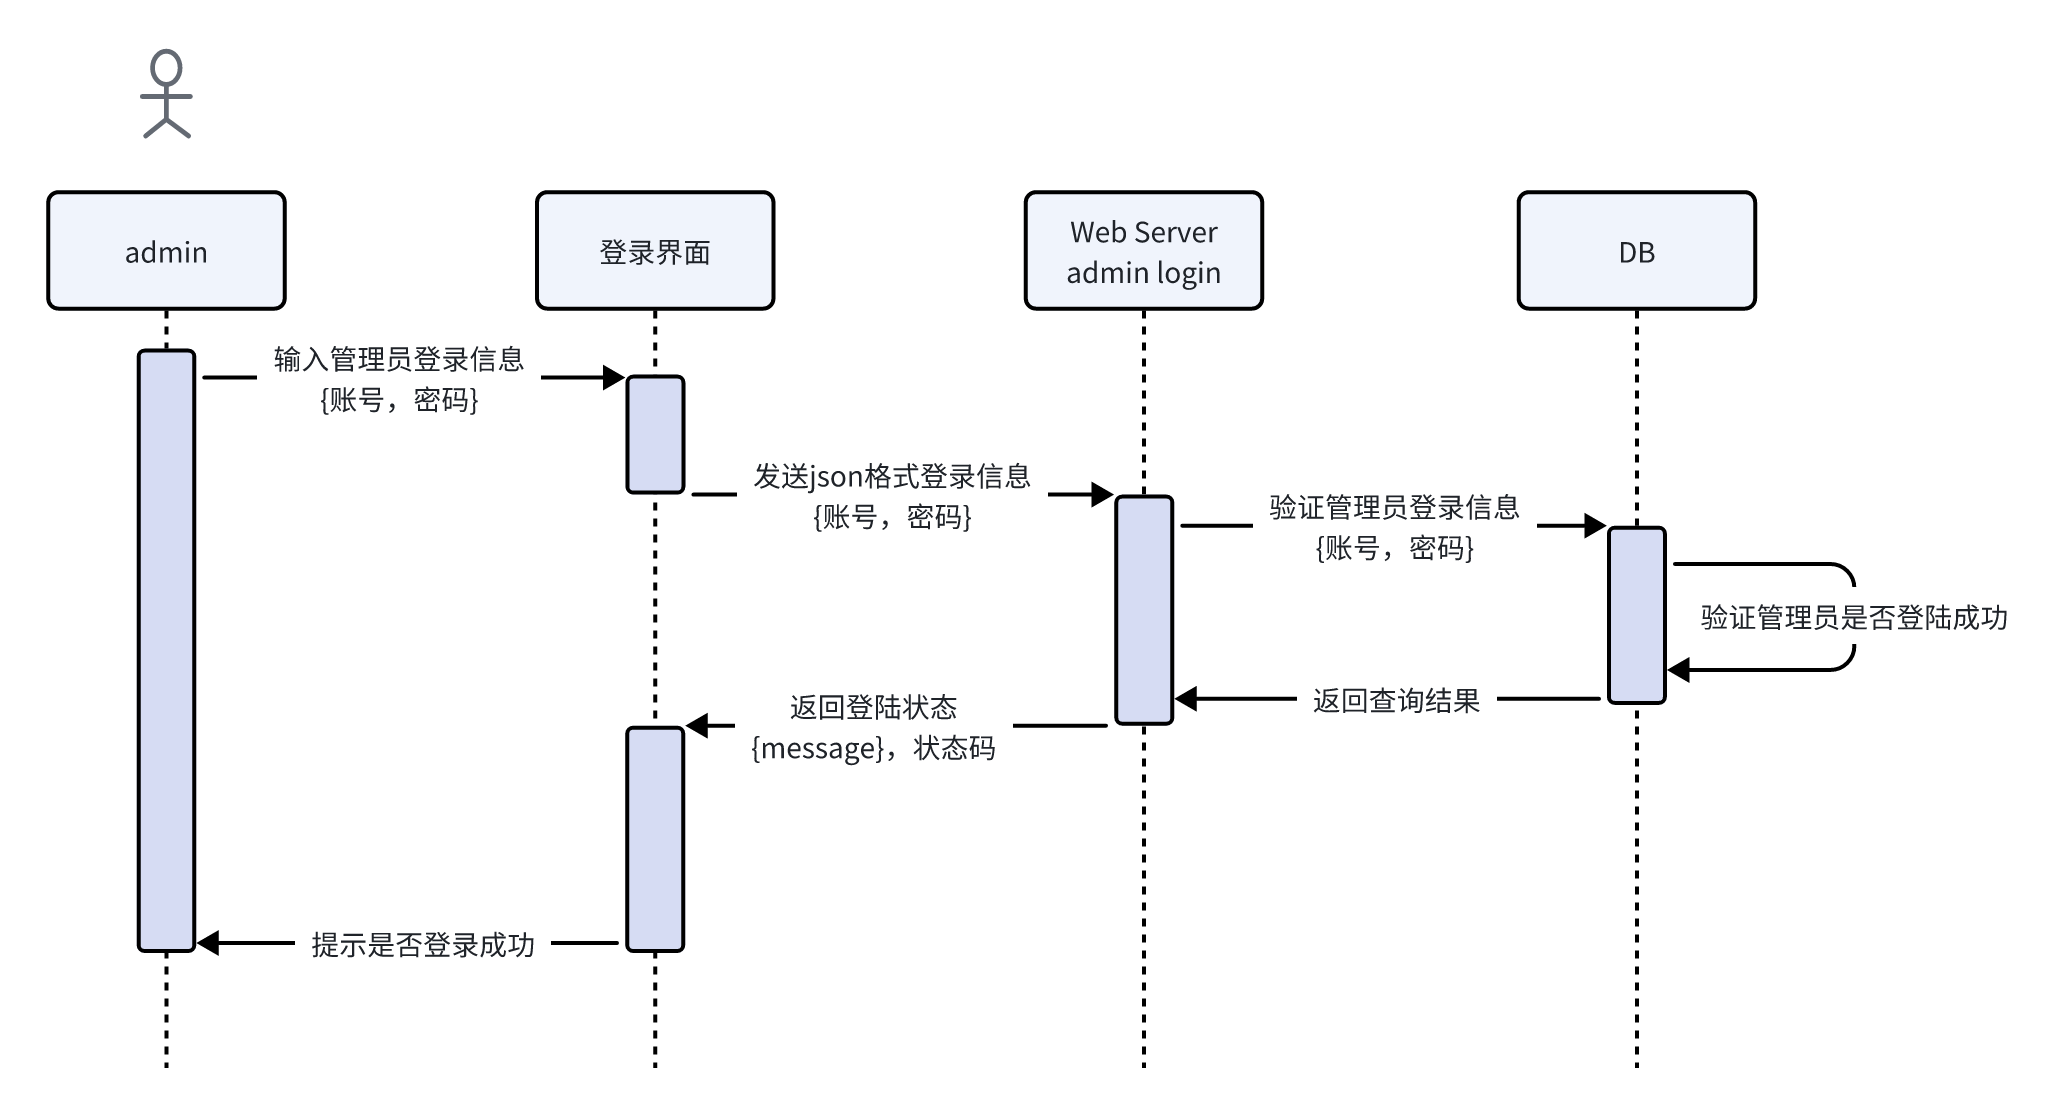 admin
登录界面
Web Server
admin login
DB
输入管理员登录信息
{账号，密码}
发送json格式登录信息
{账号，密码}
验证管理员登录信息
{账号，密码}
验证管理员是否登陆成功
返回查询结果
返回登陆状态
{message}，状态码
提示是否登录成功